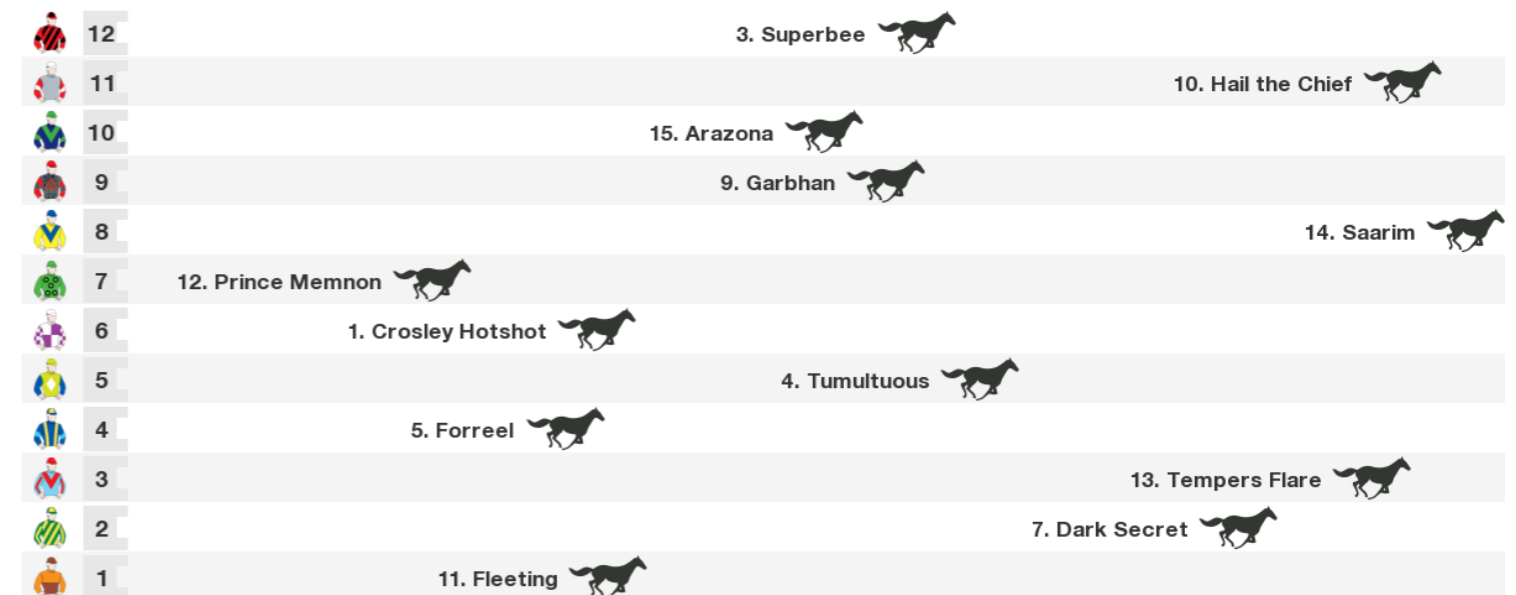 12 3. Superbee
11 10. Hail the Chief
10 15. Arazona
9 9. Garbhan
8 14. Saarim
7 12. Prince Memnon
6 1. Crosley Hotshot
5 4. Tumultuous
4 5. Forreel
3 13. Tempers Flare
2 7. Dark Secret
1 11. Fleeting